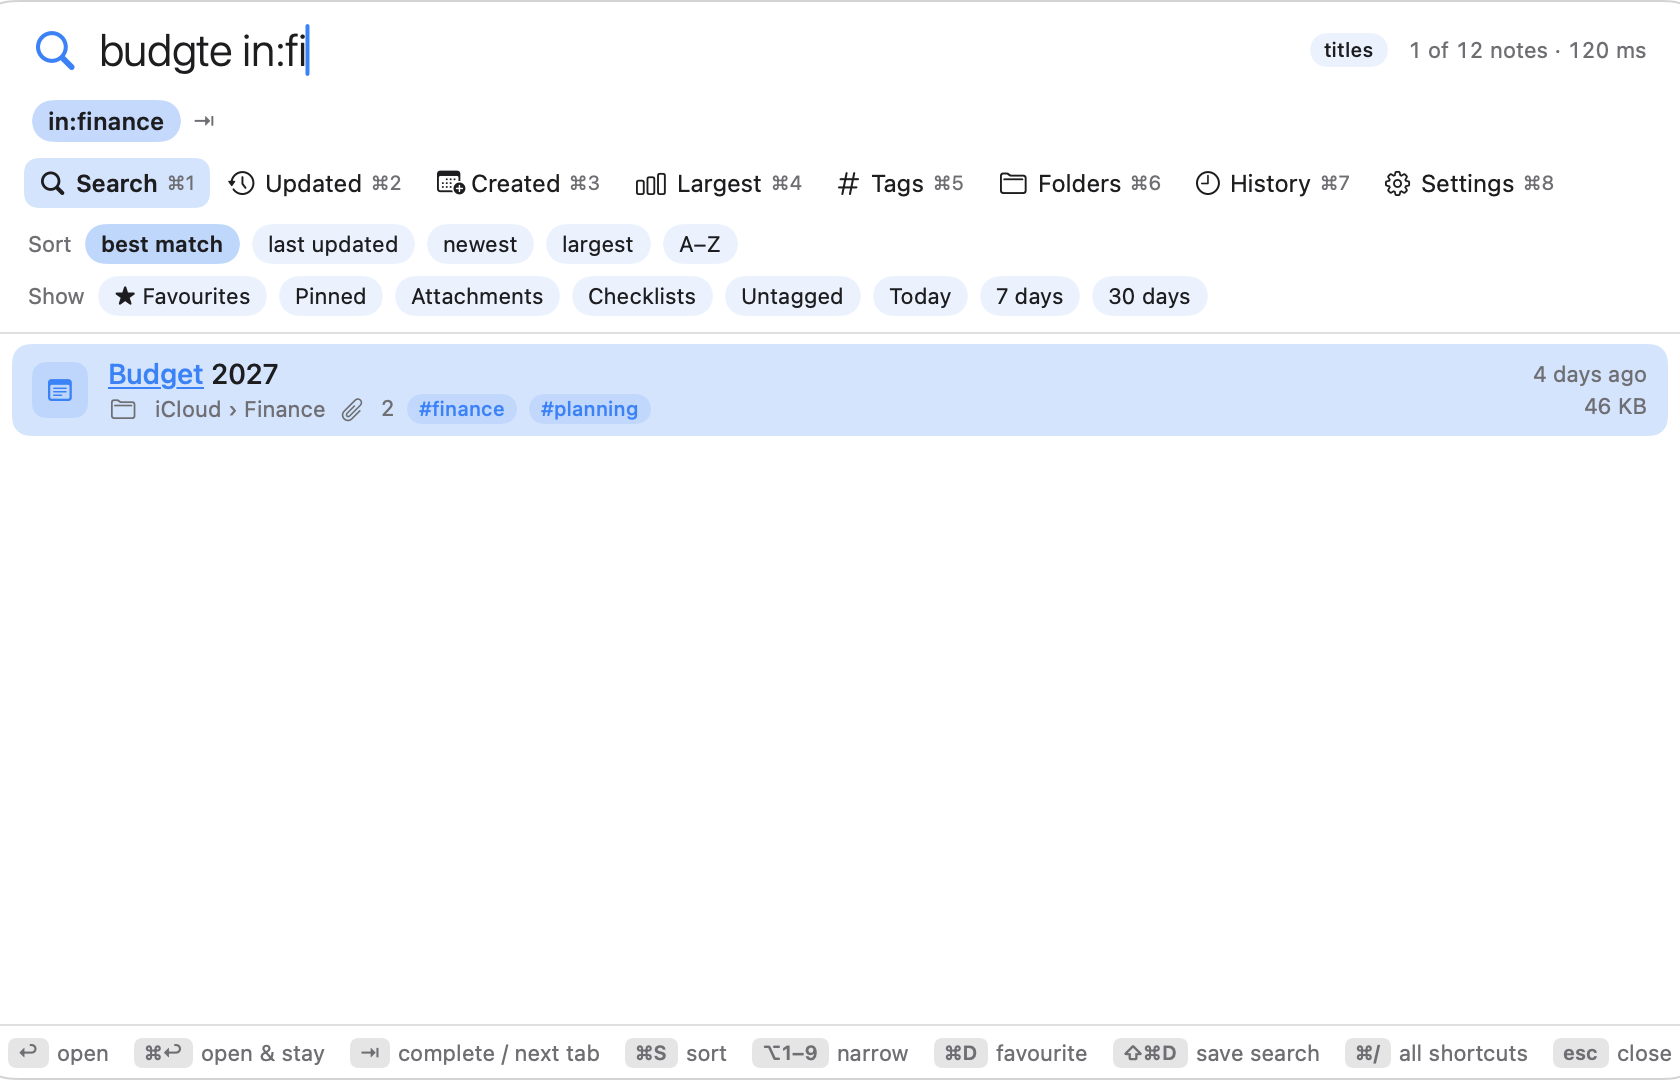 budgte in:fi titles 1 of 12 notes · 120 ms
in:finance ⇥
Search ⌘1 Updated ⌘2 Created ⌘3 Largest ⌘4 # Tags ⌘5 Folders ⌘6 History ⌘7 Settings ⌘8
Sort best match last updated newest largest A–Z
Show ★ Favourites Pinned Attachments Checklists Untagged Today 7 days 30 days
Budget 2027 4 days ago
iCloud › Finance 2 #finance #planning 46 KB
↩ open ⌘↩ open & stay ⇥ complete / next tab ⌘S sort ⌥1–9 narrow ⌘D favourite ⇧⌘D save search ⌘/ all shortcuts esc close